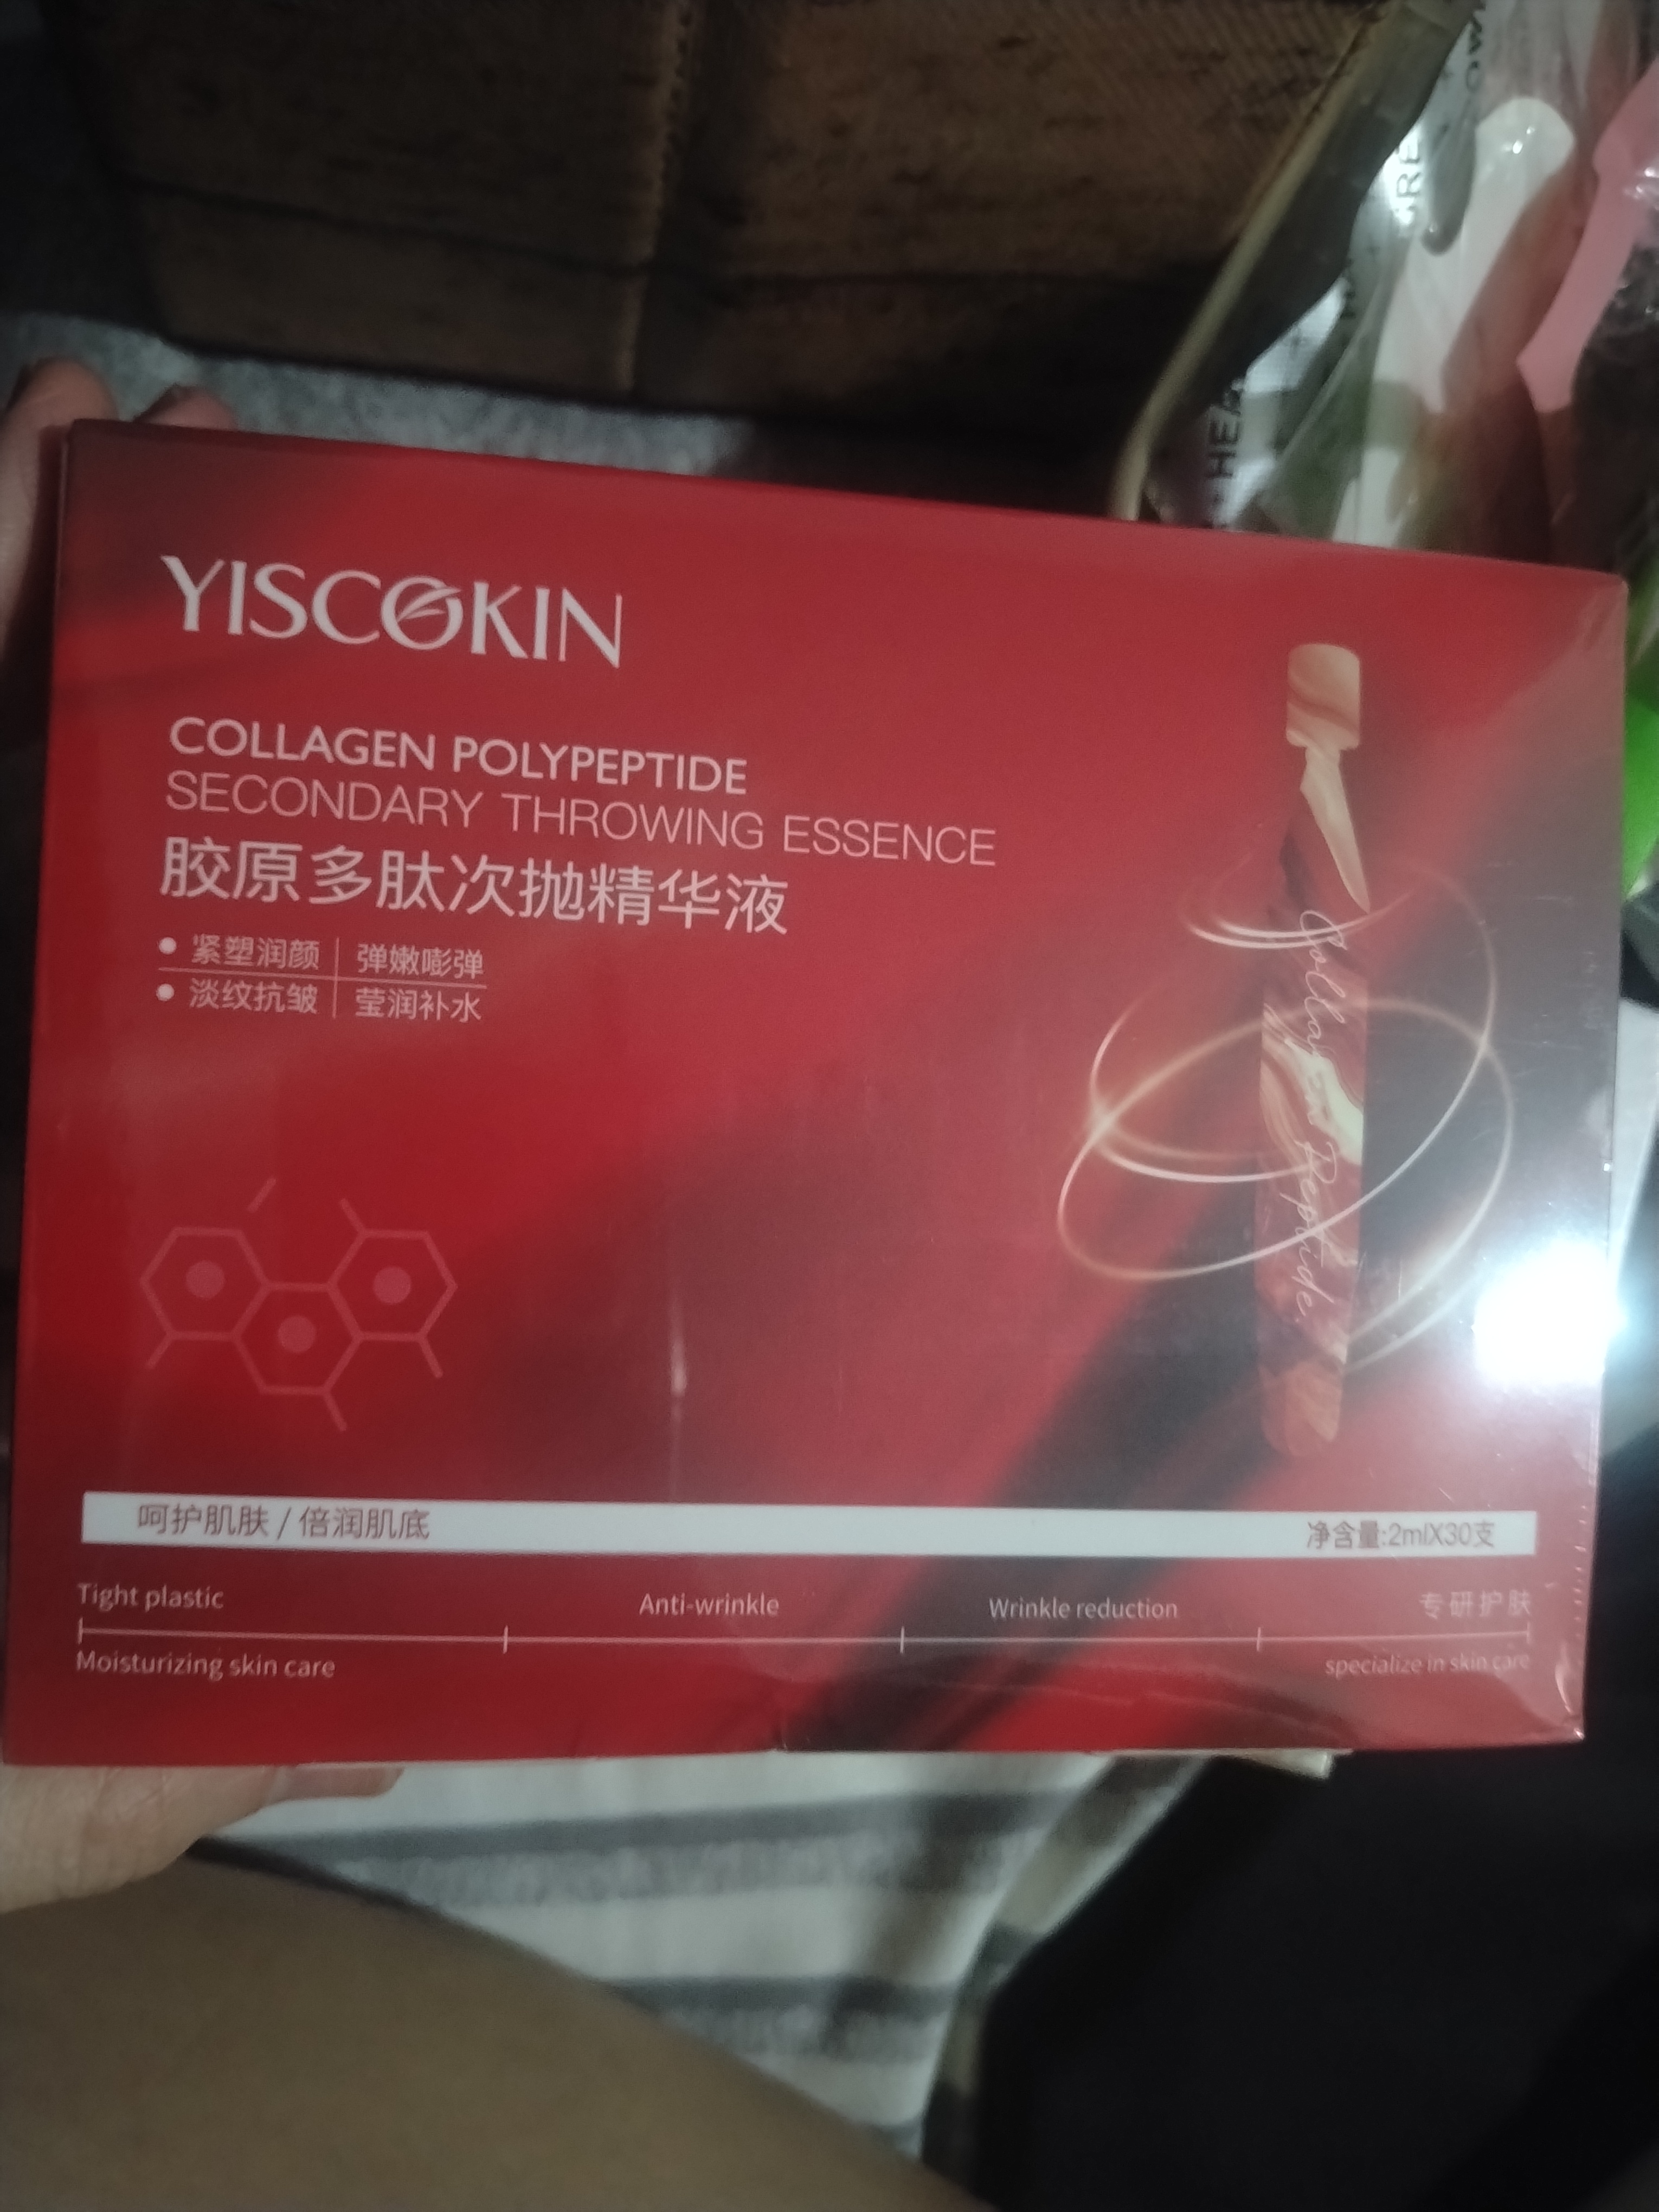 YISCOKIN
COLLAGEN POLYPEPTIDE
SECONDARY THROWING ESSENCE
胶原多肽次抛精华液
紧塑润颜 | 弹嫩嘭弹
淡纹抗皱 | 莹润补水
Collagen Peptide
呵护肌肤 / 倍润肌底
净含量:2mlX30支
Tight plastic
Anti-wrinkle
Wrinkle reduction
专研护肤
Moisturizing skin care
specialize in skin care